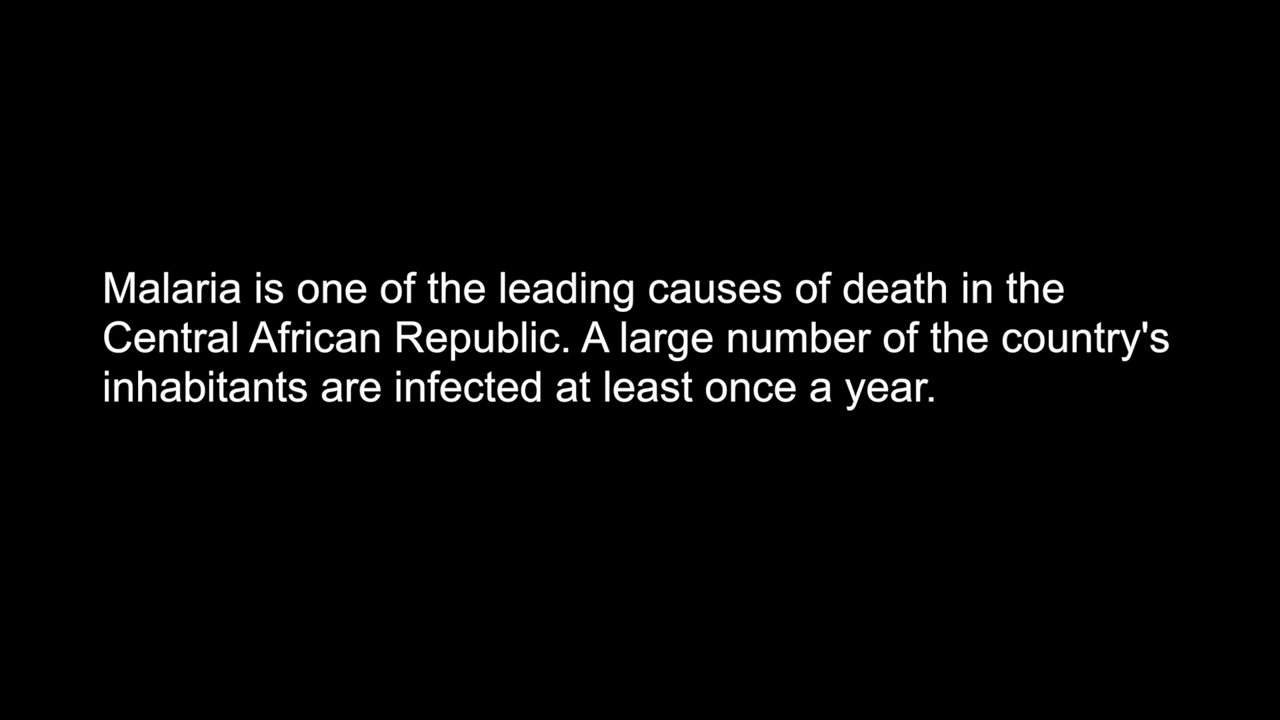 Malaria is one of the leading causes of death in the
Central African Republic. A large number of the country's
inhabitants are infected at least once a year.